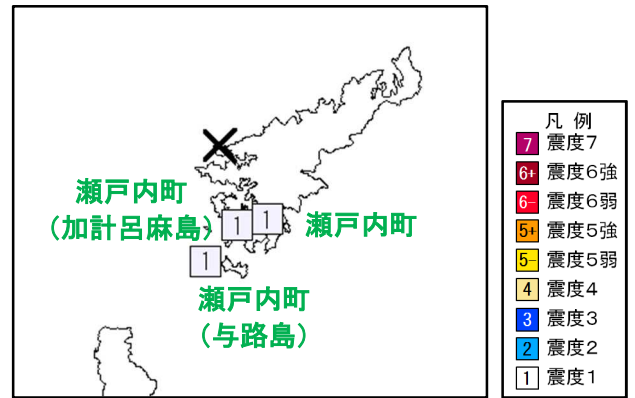 瀬戸内町
(加計呂麻島)
1
1
瀬戸内町
1
瀬戸内町
(与路島)
凡 例
7 震度7
6+ 震度6強
6- 震度6弱
5+ 震度5強
5- 震度5弱
4 震度4
3 震度3
2 震度2
1 震度1